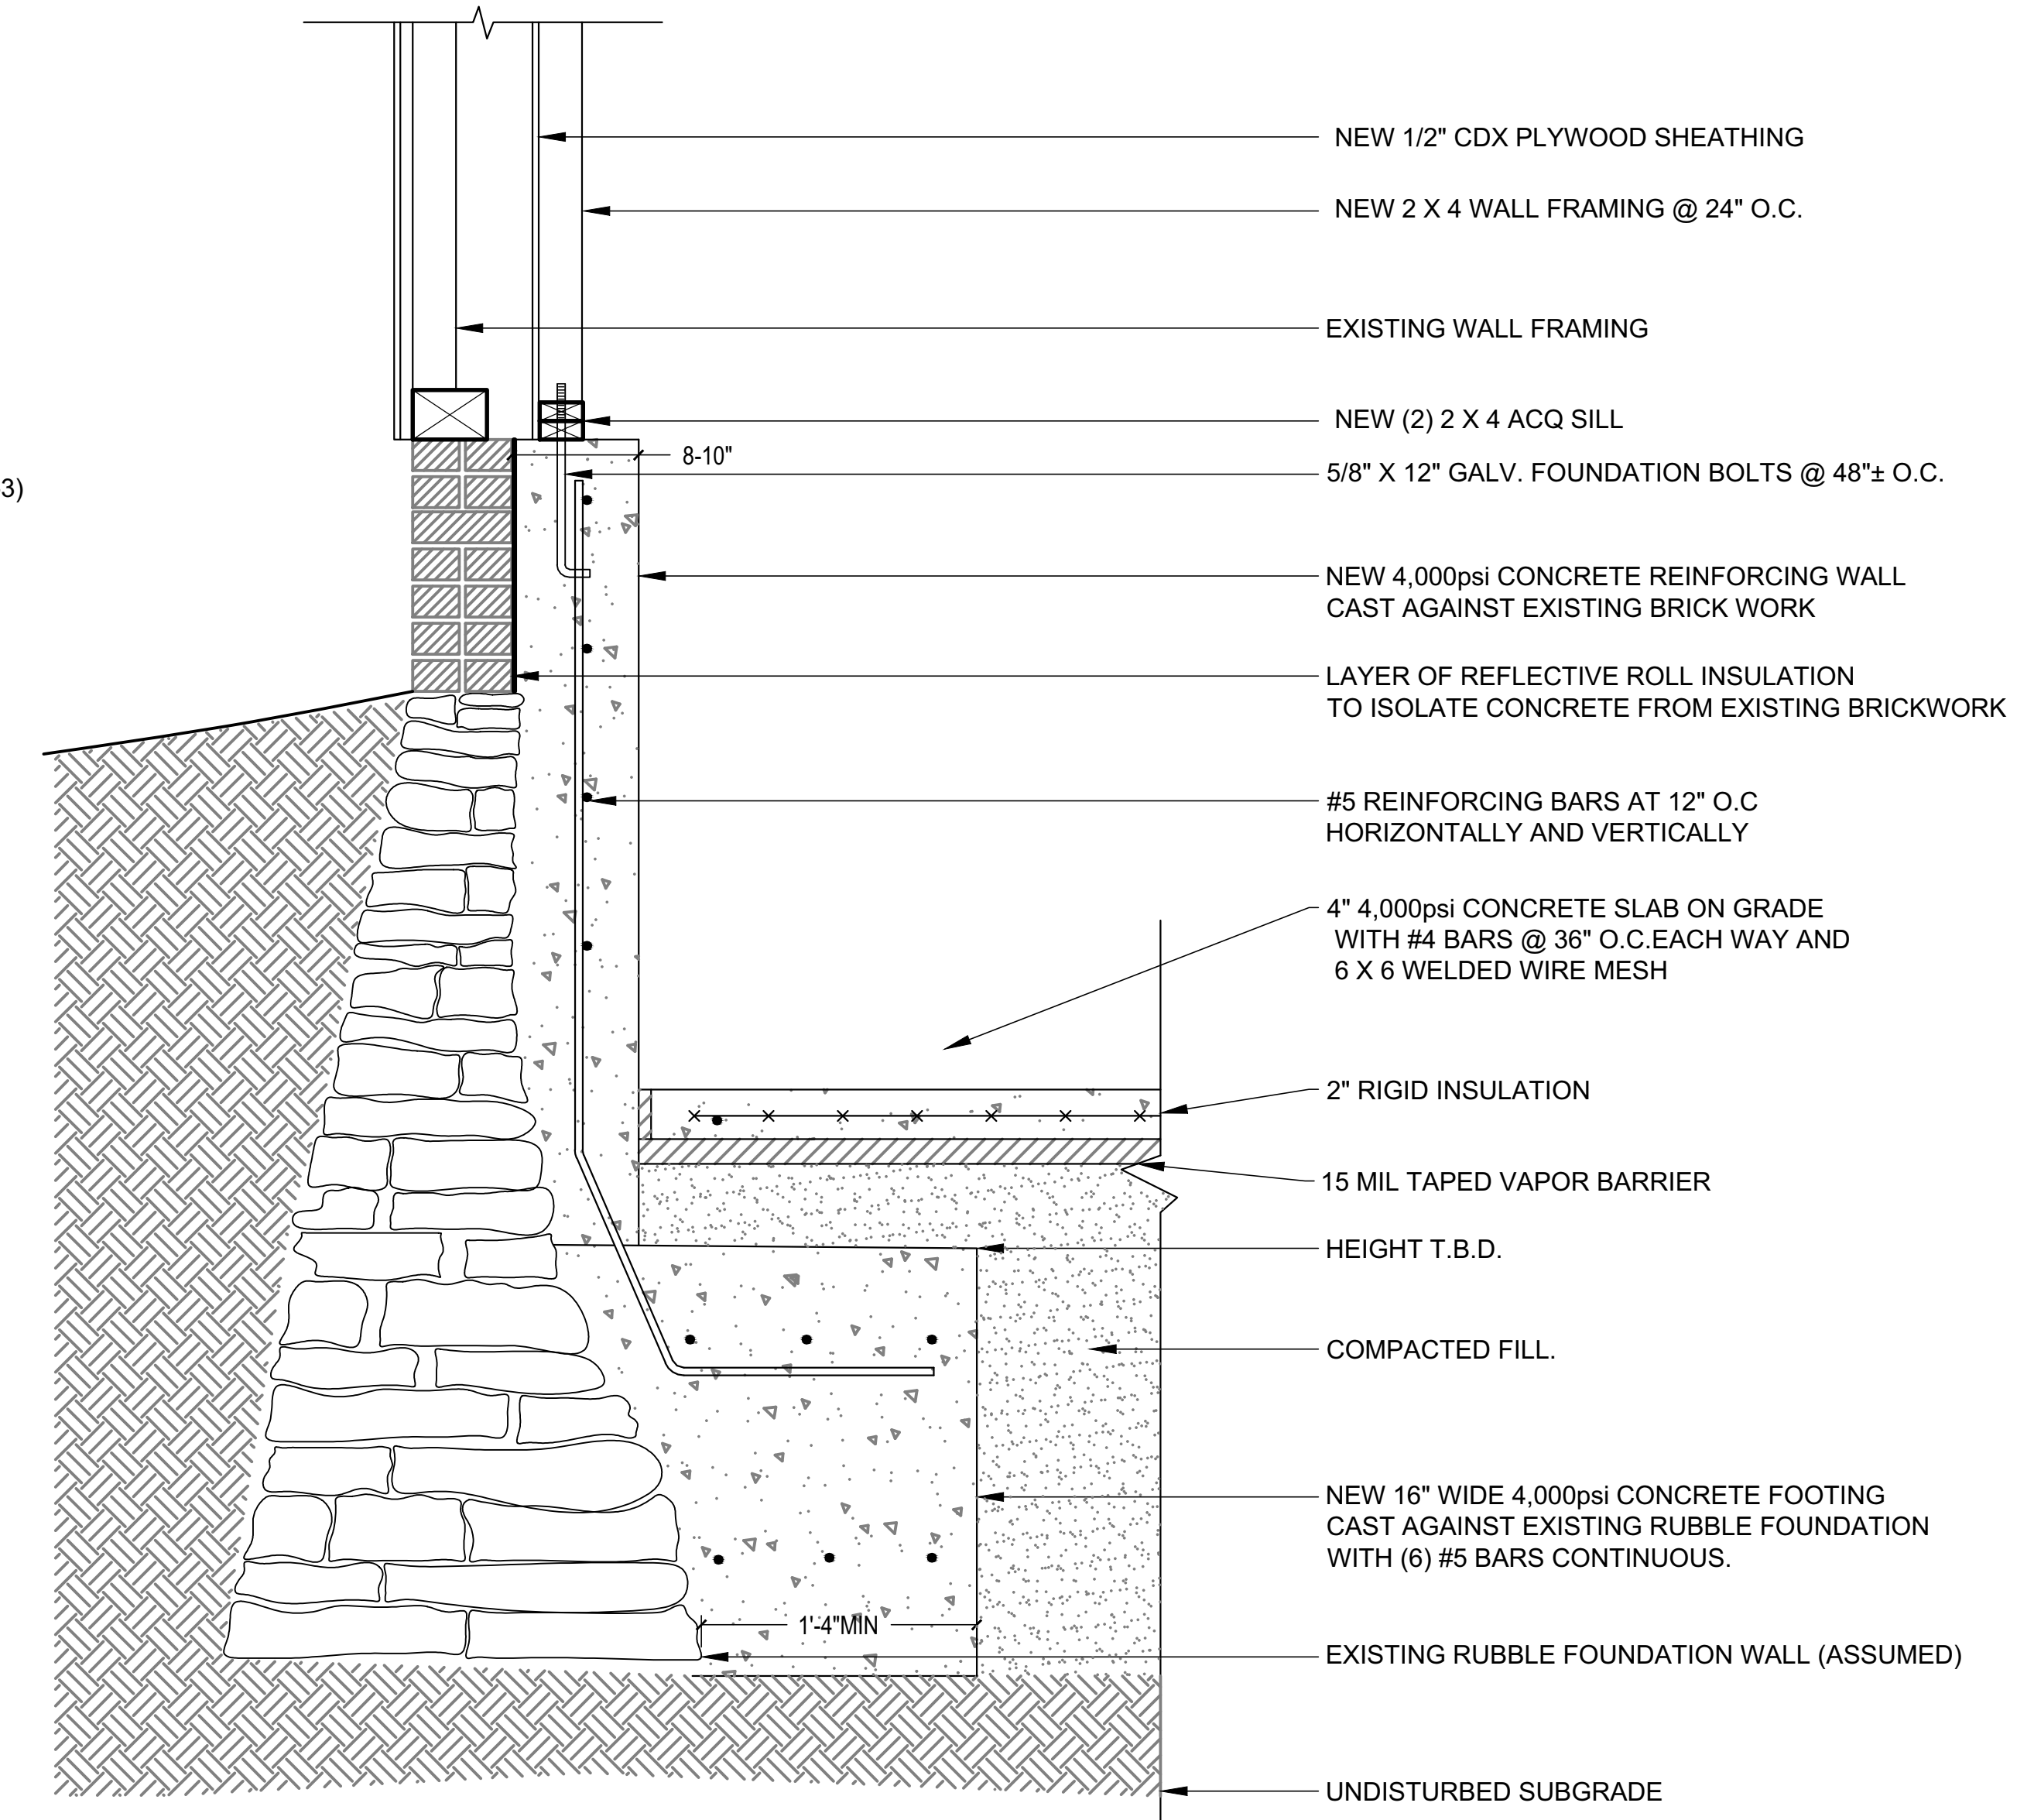 NEW 1/2" CDX PLYWOOD SHEATHING
NEW 2 X 4 WALL FRAMING @ 24" O.C.
EXISTING WALL FRAMING
NEW (2) 2 X 4 ACQ SILL
8-10"
5/8" X 12" GALV. FOUNDATION BOLTS @ 48"± O.C.
3)
NEW 4,000psi CONCRETE REINFORCING WALL
CAST AGAINST EXISTING BRICK WORK
LAYER OF REFLECTIVE ROLL INSULATION
TO ISOLATE CONCRETE FROM EXISTING BRICKWORK
#5 REINFORCING BARS AT 12" O.C
HORIZONTALLY AND VERTICALLY
4" 4,000psi CONCRETE SLAB ON GRADE
WITH #4 BARS @ 36" O.C.EACH WAY AND
6 X 6 WELDED WIRE MESH
2" RIGID INSULATION
15 MIL TAPED VAPOR BARRIER
HEIGHT T.B.D.
COMPACTED FILL.
NEW 16" WIDE 4,000psi CONCRETE FOOTING
CAST AGAINST EXISTING RUBBLE FOUNDATION
WITH (6) #5 BARS CONTINUOUS.
1'-4"MIN
EXISTING RUBBLE FOUNDATION WALL (ASSUMED)
UNDISTURBED SUBGRADE